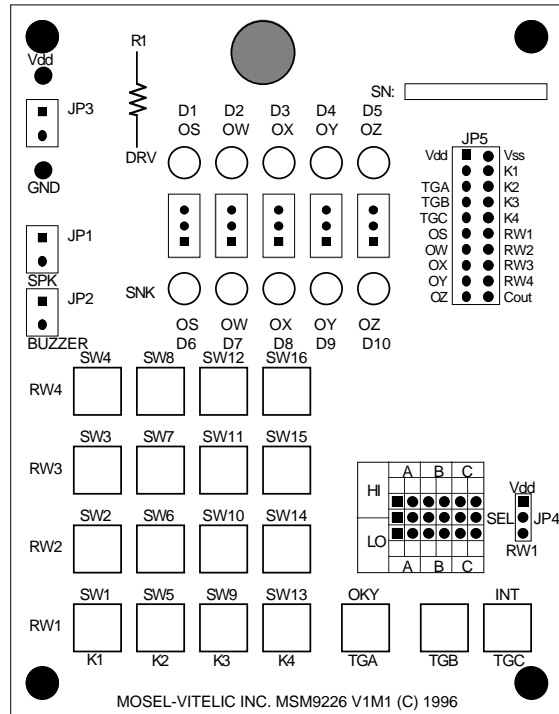 Vdd
R1
SN:
JP3
D1 D2 D3 D4 D5
OS OW OX OY OZ
DRV
GND
JP5
Vdd Vss
K1
TGA K2
TGB K3
TGC K4
OS RW1
OW RW2
OX RW3
OY RW4
OZ Cout
JP1
SPK
JP2
BUZZER
SNK
OS OW OX OY OZ
D6 D7 D8 D9 D10
SW4 SW8 SW12 SW16
RW4
SW3 SW7 SW11 SW15
RW3
A B C
HI
LO
A B C
Vdd
SEL JP4
RW1
SW2 SW6 SW10 SW14
RW2
SW1 SW5 SW9 SW13 OKY INT
RW1
K1 K2 K3 K4 TGA TGB TGC
MOSEL-VITELIC INC. MSM9226 V1M1 (C) 1996